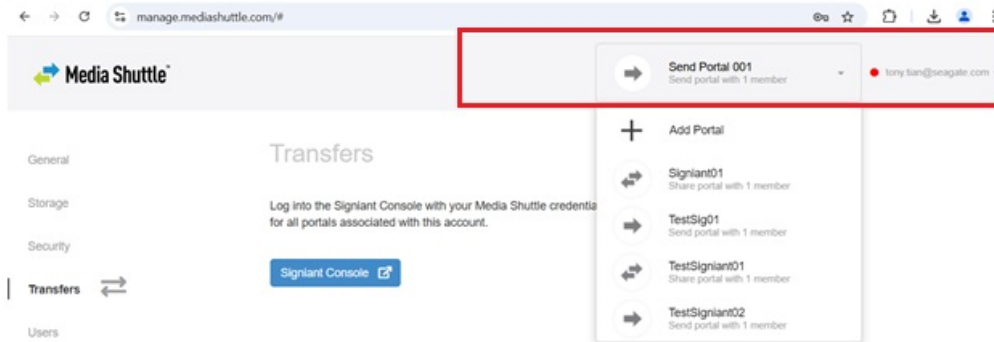 manage.mediashuttle.com/#
Media Shuttle
Send Portal 001
Send portal with 1 member
tony.tian@seagate.com
Add Portal
General
Transfers
Signiant01
Share portal with 1 member
Storage
Log into the Signiant Console with your Media Shuttle credentia
for all portals associated with this account.
TestSig01
Send portal with 1 member
Security
Signiant Console
TestSigniant01
Share portal with 1 member
Transfers
TestSigniant02
Send portal with 1 member
Users